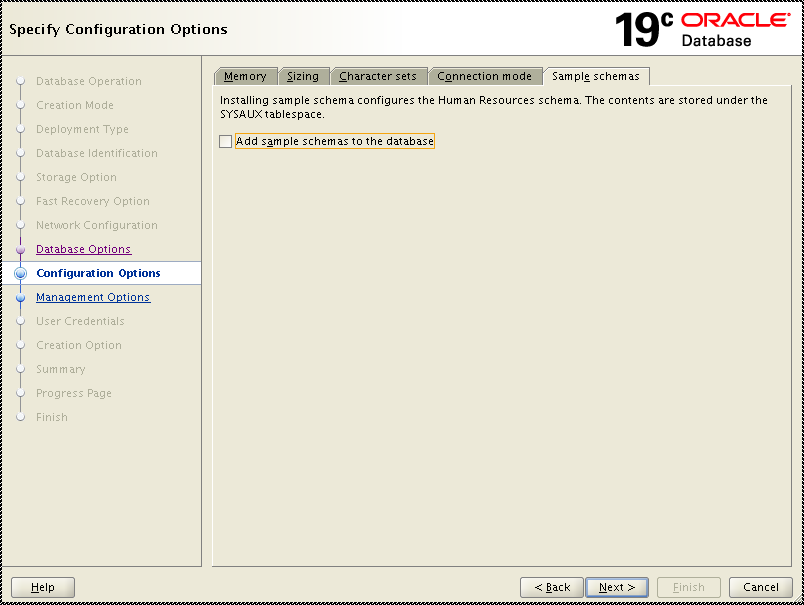 Specify Configuration Options
19c ORACLE
Database
Database Operation
Creation Mode
Deployment Type
Database Identification
Storage Option
Fast Recovery Option
Network Configuration
Database Options
Configuration Options
Management Options
User Credentials
Creation Option
Summary
Progress Page
Finish
Memory Sizing Character sets Connection mode Sample schemas
Installing sample schema configures the Human Resources schema. The contents are stored under the
SYSAUX tablespace.
Add sample schemas to the database
Help < Back Next > Finish Cancel